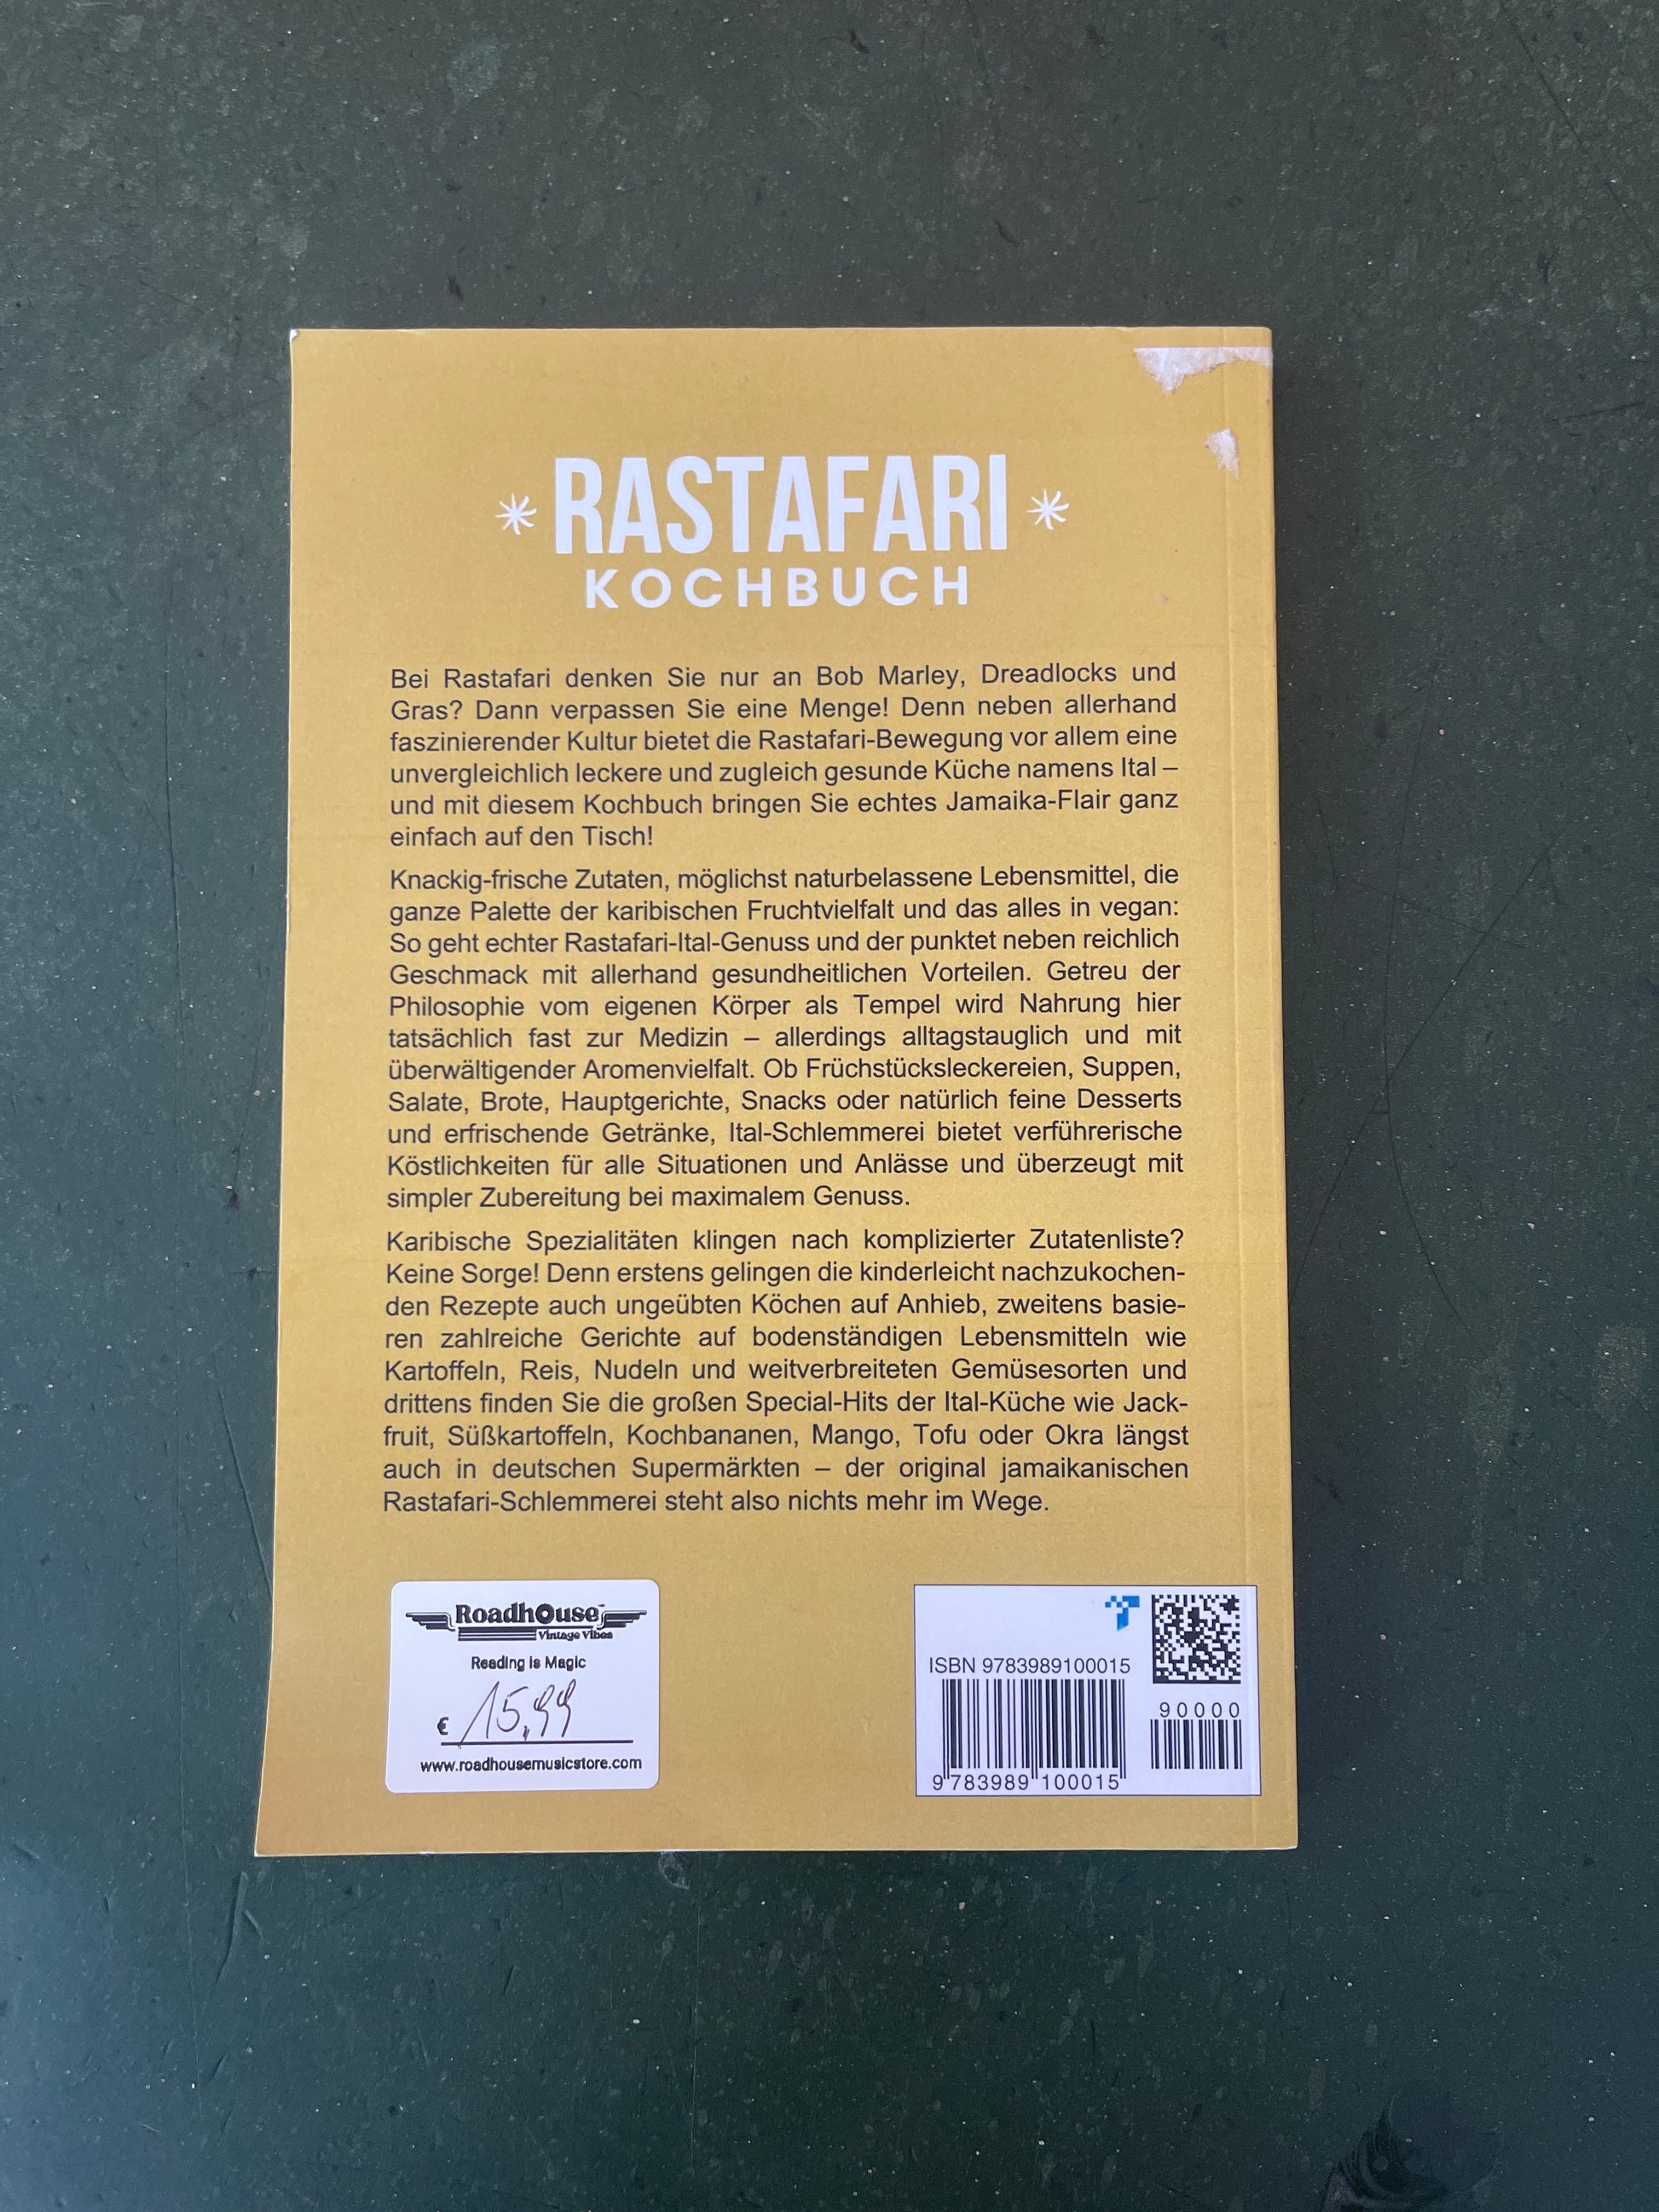 RASTAFARI
KOCHBUCH
Bei Rastafari denken Sie nur an Bob Marley, Dreadlocks und
Gras? Dann verpassen Sie eine Menge! Denn neben allerhand
faszinierender Kultur bietet die Rastafari-Bewegung vor allem eine
unvergleichlich leckere und zugleich gesunde Küche namens Ital –
und mit diesem Kochbuch bringen Sie echtes Jamaika-Flair ganz
einfach auf den Tisch!
Knackig-frische Zutaten, möglichst naturbelassene Lebensmittel, die
ganze Palette der karibischen Fruchtvielfalt und das alles in vegan:
So geht echter Rastafari-Ital-Genuss und der punktet neben reichlich
Geschmack mit allerhand gesundheitlichen Vorteilen. Getreu der
Philosophie vom eigenen Körper als Tempel wird Nahrung hier
tatsächlich fast zur Medizin – allerdings alltagstauglich und mit
überwältigender Aromenvielfalt. Ob Früchstücksleckereien, Suppen,
Salate, Brote, Hauptgerichte, Snacks oder natürlich feine Desserts
und erfrischende Getränke, Ital-Schlemmerei bietet verführerische
Köstlichkeiten für alle Situationen und Anlässe und überzeugt mit
simpler Zubereitung bei maximalem Genuss.
Karibische Spezialitäten klingen nach komplizierter Zutatenliste?
Keine Sorge! Denn erstens gelingen die kinderleicht nachzukochen-
den Rezepte auch ungeübten Köchen auf Anhieb, zweitens basie-
ren zahlreiche Gerichte auf bodenständigen Lebensmitteln wie
Kartoffeln, Reis, Nudeln und weitverbreiteten Gemüsesorten und
drittens finden Sie die großen Special-Hits der Ital-Küche wie Jack-
fruit, Süßkartoffeln, Kochbananen, Mango, Tofu oder Okra längst
auch in deutschen Supermärkten – der original jamaikanischen
Rastafari-Schlemmerei steht also nichts mehr im Wege.
RoadhOuse
Vintage Vibes
Reading is Magic
€ 15,99
www.roadhousemusicstore.com
ISBN 9783989100015
90000
9 783989 100015